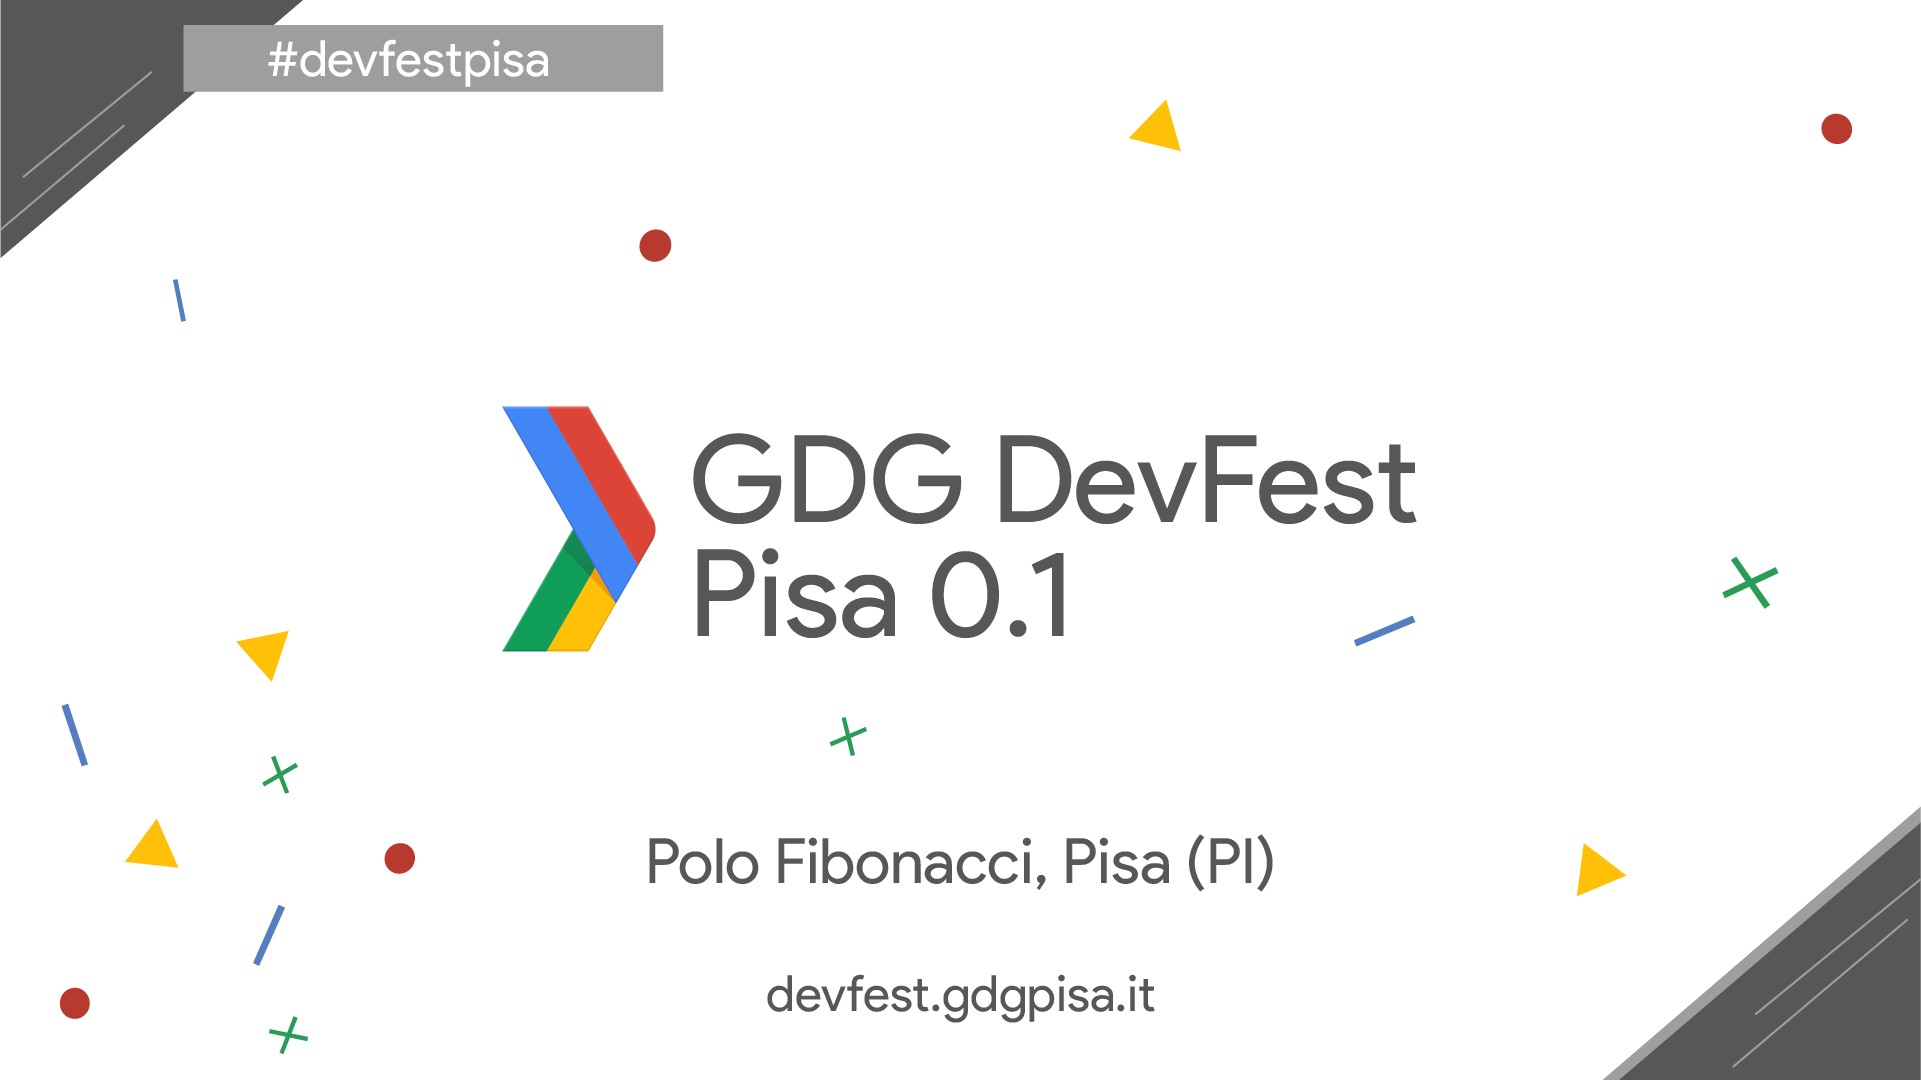 #devfestpisa
GDG DevFest
Pisa 0.1
Polo Fibonacci, Pisa (PI)
devfest.gdgpisa.it